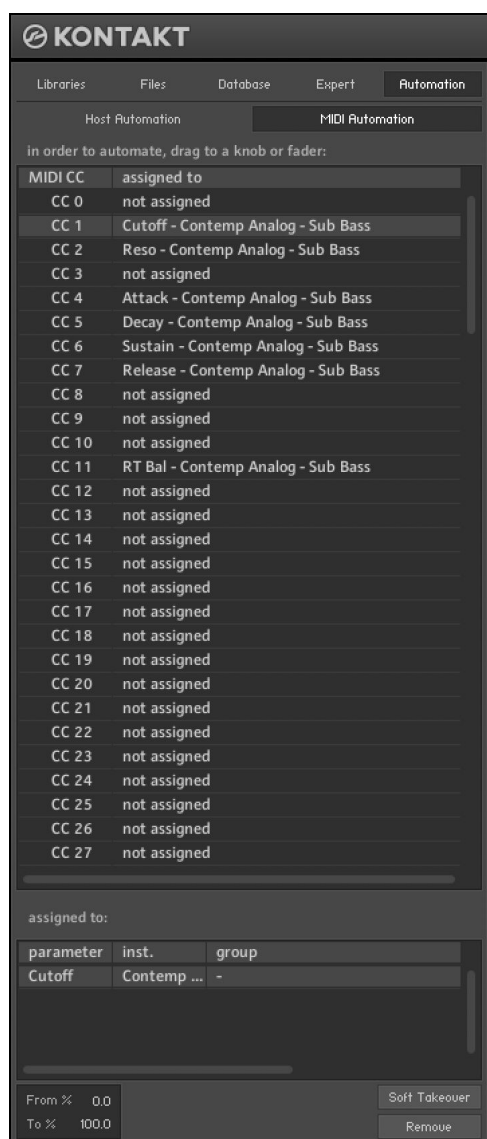 KONTAKT
Libraries Files Database Expert Automation
Host Automation MIDI Automation
in order to automate, drag to a knob or fader:
MIDI CC assigned to
CC 0 not assigned
CC 1 Cutoff - Contemp Analog - Sub Bass
CC 2 Reso - Contemp Analog - Sub Bass
CC 3 not assigned
CC 4 Attack - Contemp Analog - Sub Bass
CC 5 Decay - Contemp Analog - Sub Bass
CC 6 Sustain - Contemp Analog - Sub Bass
CC 7 Release - Contemp Analog - Sub Bass
CC 8 not assigned
CC 9 not assigned
CC 10 not assigned
CC 11 RT Bal - Contemp Analog - Sub Bass
CC 12 not assigned
CC 13 not assigned
CC 14 not assigned
CC 15 not assigned
CC 16 not assigned
CC 17 not assigned
CC 18 not assigned
CC 19 not assigned
CC 20 not assigned
CC 21 not assigned
CC 22 not assigned
CC 23 not assigned
CC 24 not assigned
CC 25 not assigned
CC 26 not assigned
CC 27 not assigned
assigned to:
parameter inst. group
Cutoff Contemp ... -
From % 0.0 Soft Takeover
To % 100.0 Remove